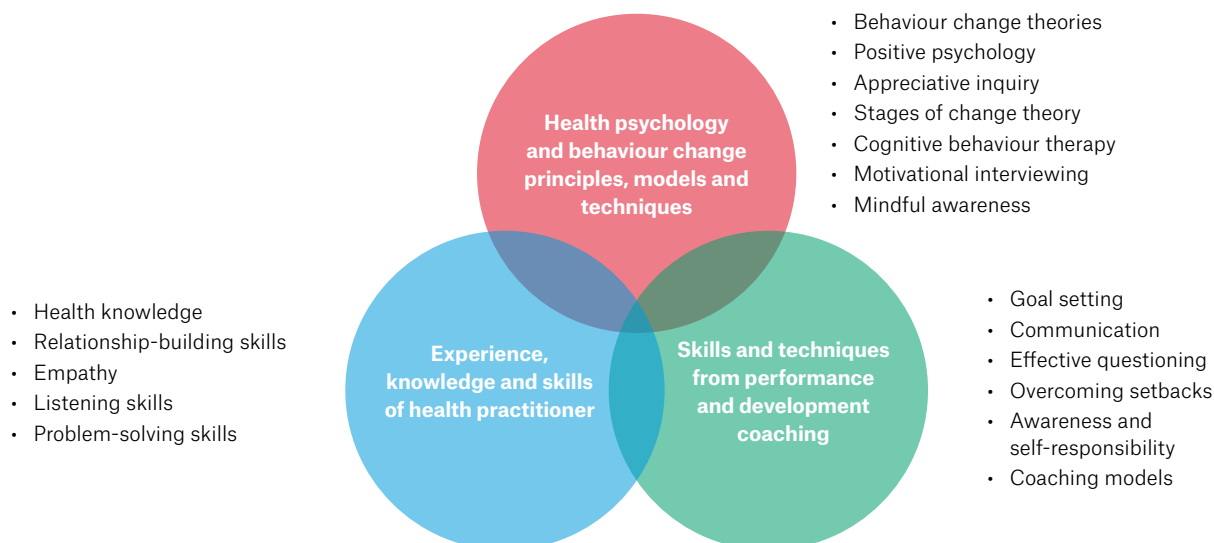 Health psychology
and behaviour change
principles, models and
techniques
• Behaviour change theories
• Positive psychology
• Appreciative inquiry
• Stages of change theory
• Cognitive behaviour therapy
• Motivational interviewing
• Mindful awareness
• Health knowledge
• Relationship-building skills
• Empathy
• Listening skills
• Problem-solving skills
Experience,
knowledge and skills
of health practitioner
Skills and techniques
from performance
and development
coaching
• Goal setting
• Communication
• Effective questioning
• Overcoming setbacks
• Awareness and
self-responsibility
• Coaching models